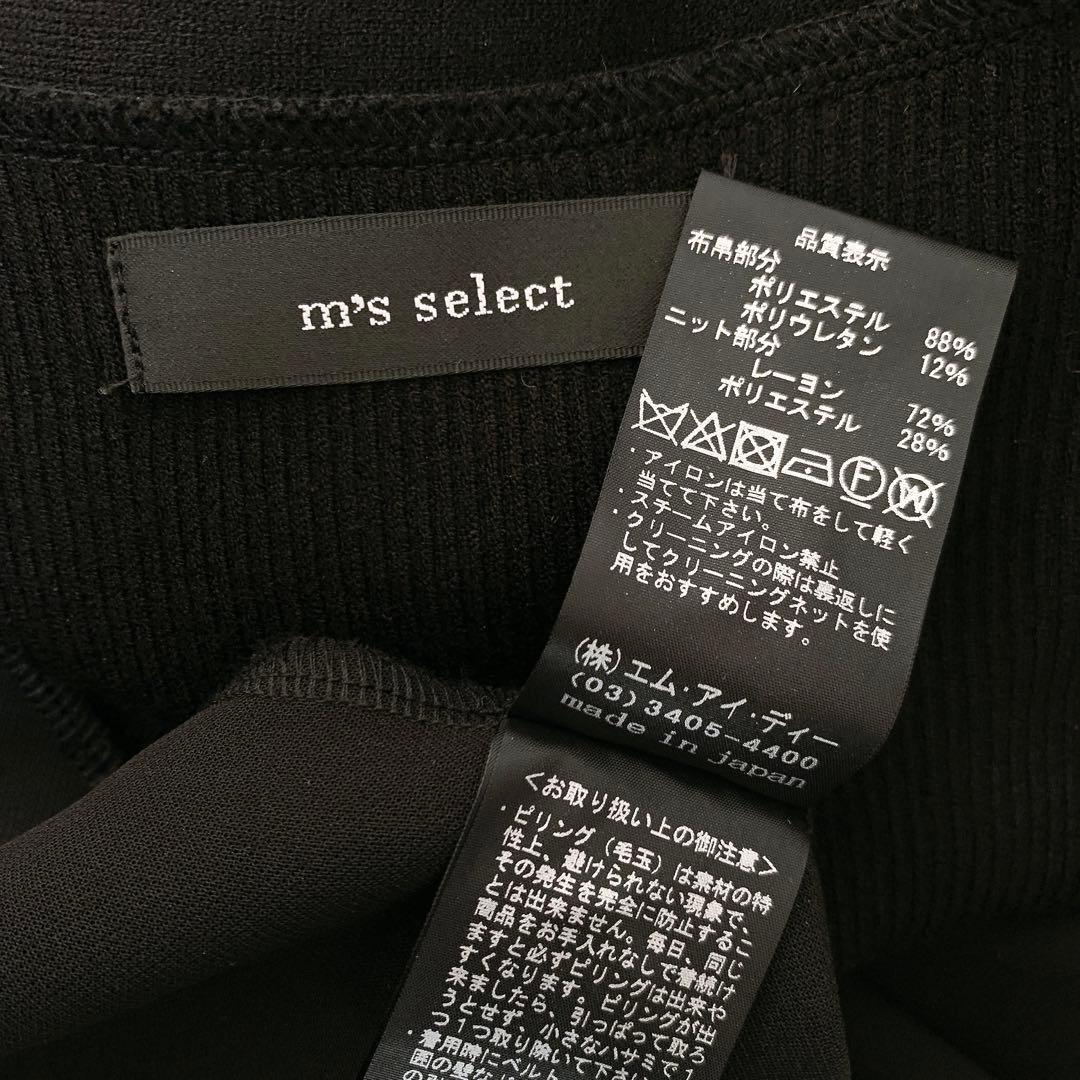 m's select
品質表示
布帛部分
ポリエステル 88%
ポリウレタン 12%
ニット部分
レーヨン 72%
ポリエステル 28%
F W
・アイロンは当て布をして軽く
当てて下さい。
・スチームアイロン禁止
・クリーニングの際は裏返しに
してクリーニングネットを使
用をおすすめします。
(株)エム・アイ・ディー
(03)3405-4400
made in japan
<お取り扱い上の御注意>
・ピリング(毛玉)は素材の特
性上、避けられない現象で、
その発生を完全に防止するこ
とは出来ません。毎日、同じ
商品をお手入れなしで着続け
ますと必ずピリングは出来や
すくなります。ピリングが出
来ましたら、引っぱって取ろ
うとせず、小さなハサミで1
つ1つ取り除いて下さい
・着用時にベルト
囲の壁な